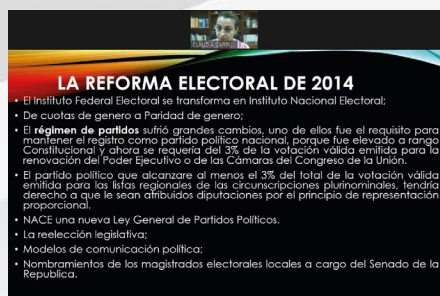 CLAUDIA CARRILLO
LA REFORMA ELECTORAL DE 2014
• El Instituto Federal Electoral se transforma en Instituto Nacional Electoral;
• De cuotas de genero a Paridad de genero;
• El régimen de partidos sufrió grandes cambios, uno de ellos fue el requisito para
mantener el registro como partido político nacional, porque fue elevado a rango
Constitucional y ahora se requería del 3% de la votación válida emitida para la
renovación del Poder Ejecutivo o de las Cámaras del Congreso de la Unión.
• El partido político que alcanzare al menos el 3% del total de la votación válida
emitida para las listas regionales de las circunscripciones plurinominales, tendría
derecho a que le sean atribuidos diputaciones por el principio de representación
proporcional.
• NACE una nueva Ley General de Partidos Políticos.
• La reelección legislativa;
• Modelos de comunicación política;
• Nombramientos de los magistrados electorales locales a cargo del Senado de la
Republica.